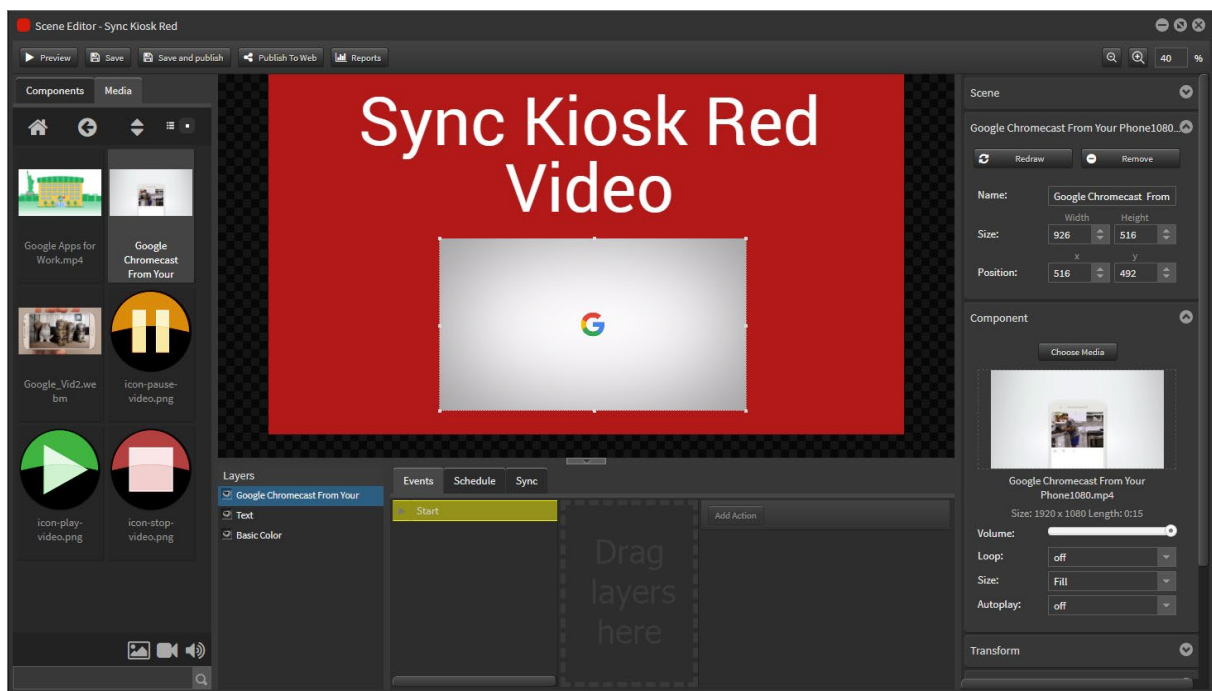 Scene Editor - Sync Kiosk Red
Preview Save Save and publish Publish To Web Reports 40 %
Components Media
Google Apps for
Work.mp4
Google
Chromecast
From Your
Google_Vid2.we
bm
icon-pause-
video.png
icon-play-
video.png
icon-stop-
video.png
Sync Kiosk Red
Video
G
Layers
Google Chromecast From Your
Text
Basic Color
Events Schedule Sync
Start
Drag
layers
here
Add Action
Scene
Google Chromecast From Your Phone1080...
Redraw Remove
Name: Google Chromecast From
Width Height
Size: 926 516
x y
Position: 516 492
Component
Choose Media
Google Chromecast From Your
Phone1080.mp4
Size: 1920 x 1080 Length: 0:15
Volume:
Loop: off
Size: Fill
Autoplay: off
Transform